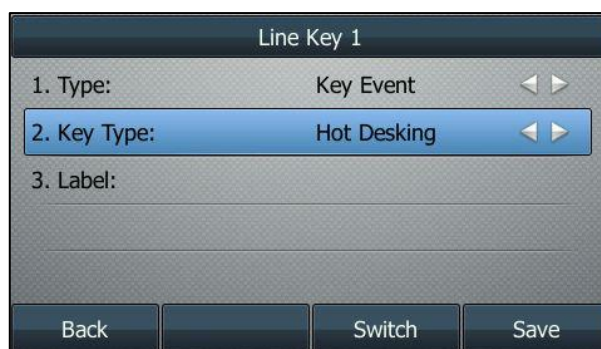 Line Key 1
1. Type: Key Event
2. Key Type: Hot Desking
3. Label:
Back Switch Save